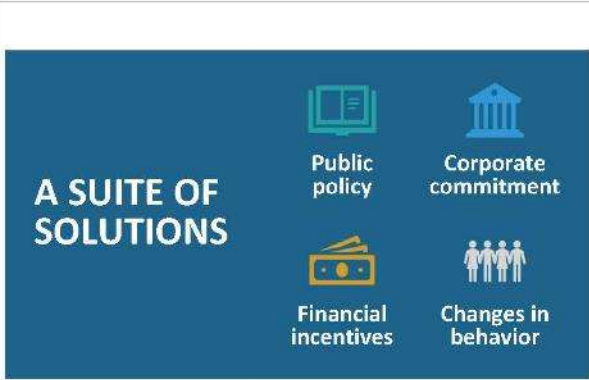 A SUITE OF
SOLUTIONS
Public
policy
Corporate
commitment
Financial
incentives
Changes in
behavior